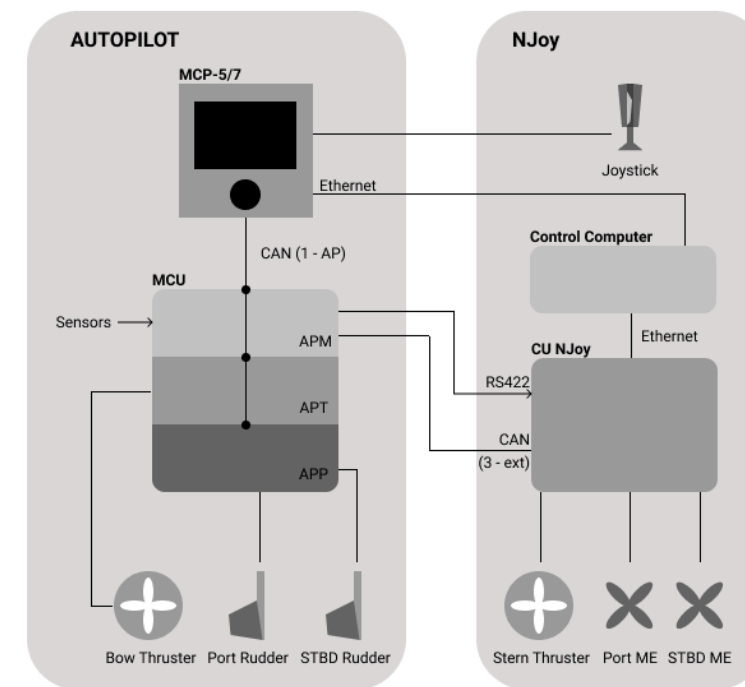 AUTOPILOT
NJoy
MCP-5/7
Joystick
Ethernet
Control Computer
CAN (1 - AP)
MCU
Sensors
APM
Ethernet
CU NJoy
RS422
APT
CAN
(3 - ext)
APP
Bow Thruster
Port Rudder
STBD Rudder
Stern Thruster
Port ME
STBD ME